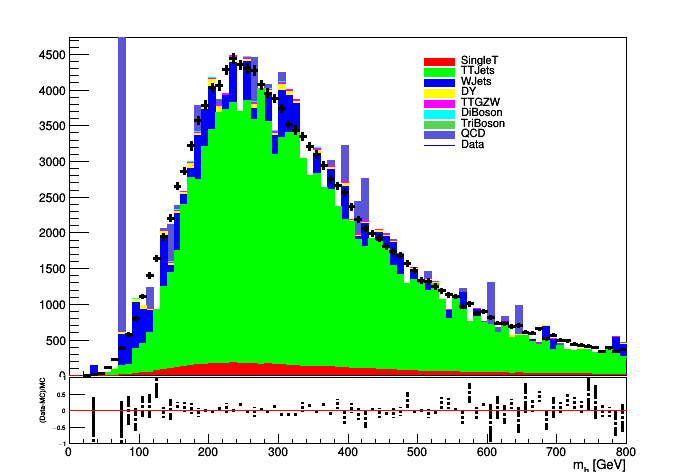 4500
4000
3500
3000
2500
2000
1500
1000
500
0
SingleT
TTJets
WJets
DY
TTGZW
DiBoson
TriBoson
QCD
Data
(Data-MC)/MC
1
0.5
0
-0.5
-1
0 100 200 300 400 500 600 700 800
m_h [GeV]